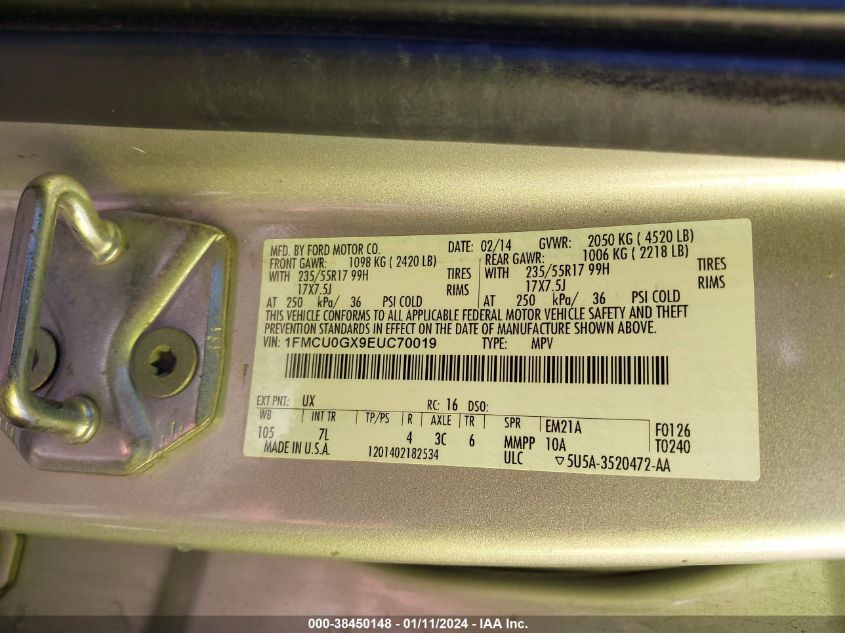 MFD. BY FORD MOTOR CO. DATE: 02/14 GVWR: 2050 KG ( 4520 LB)
FRONT GAWR: 1098 KG ( 2420 LB) REAR GAWR: 1006 KG ( 2218 LB)
WITH 235/55R17 99H TIRES WITH 235/55R17 99H TIRES
17X7.5J RIMS 17X7.5J RIMS
AT 250 kPa/ 36 PSI COLD AT 250 kPa/ 36 PSI COLD
THIS VEHICLE CONFORMS TO ALL APPLICABLE FEDERAL MOTOR VEHICLE SAFETY AND THEFT
PREVENTION STANDARDS IN EFFECT ON THE DATE OF MANUFACTURE SHOWN ABOVE.
VIN: 1FMCU0GX9EUC70019 TYPE: MPV
EXT PNT: UX RC: 16 DSO:
WB INT TR TP/PS R AXLE TR SPR EM21A F0126
105 7L 4 3C 6 MMPP 10A T0240
MADE IN U.S.A. 1201402182534 ULC ▽5U5A-3520472-AA
000-38450148 - 01/11/2024 - IAA Inc.